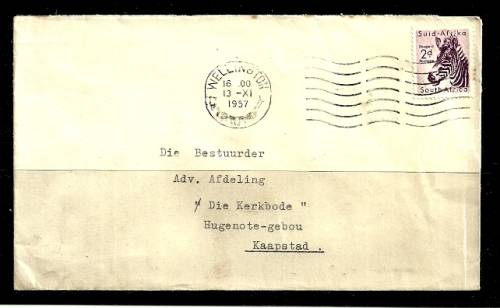 Suid-Afrika
2d
South Africa
WELLINGTON
16 00
13 -XI
1957
Die Bestuurder
Adv. Afdeling
"Die Kerkbode "
Hugenote-gebou
Kaapstad .